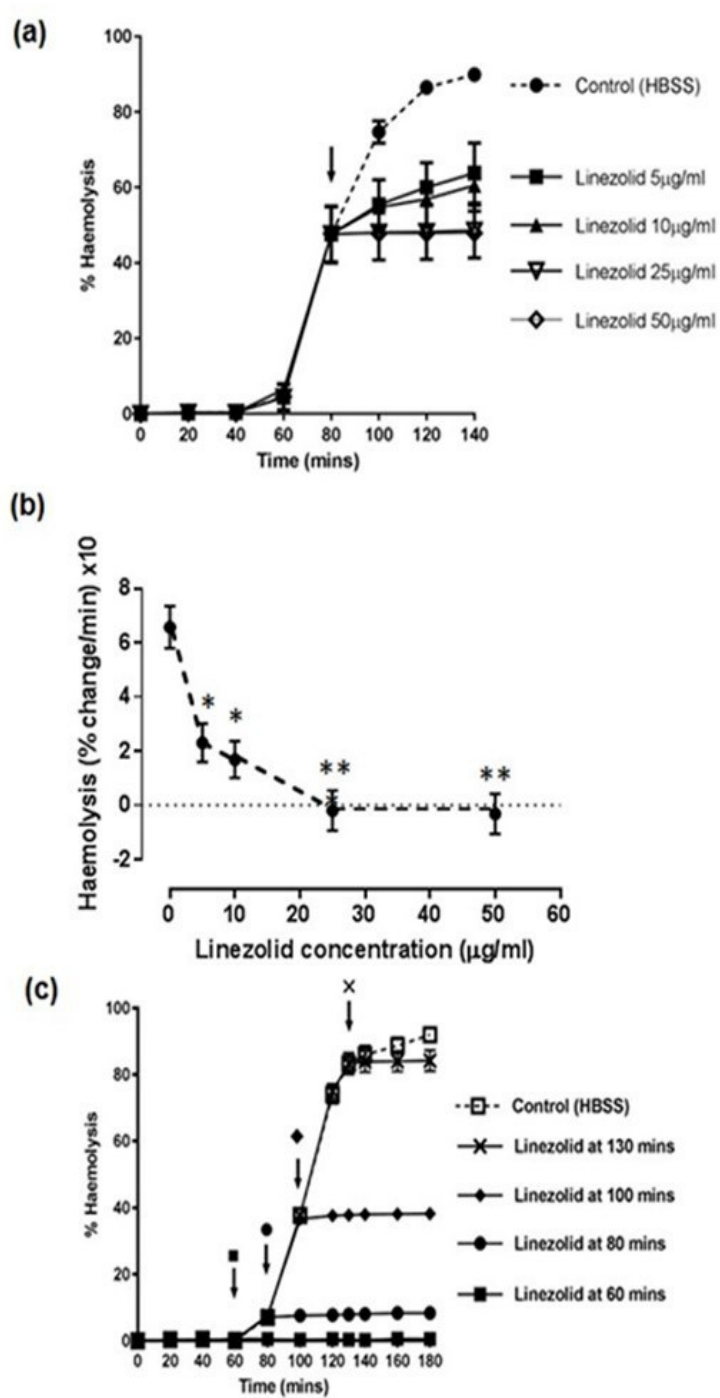 (a)
100
80
60
40
20
0
% Haemolysis
0 20 40 60 80 100 120 140
Time (mins)
Control (HBSS)
Linezolid 5µg/ml
Linezolid 10µg/ml
Linezolid 25µg/ml
Linezolid 50µg/ml
(b)
8
6
4
2
0
-2
Haemolysis (% change/min) x10
*
*
**
**
0 10 20 30 40 50 60
Linezolid concentration (µg/ml)
(c)
100
80
60
40
20
0
% Haemolysis
0 20 40 60 80 100 120 140 160 180
Time (mins)
Control (HBSS)
Linezolid at 130 mins
Linezolid at 100 mins
Linezolid at 80 mins
Linezolid at 60 mins